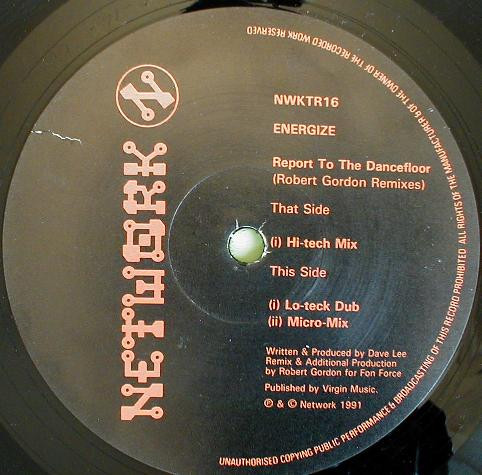 NETWORK
NWKTR16
ENERGIZE
Report To The Dancefloor
(Robert Gordon Remixes)
That Side
(i) Hi-tech Mix
This Side
(i) Lo-teck Dub
(ii) Micro-Mix
Written & Produced by Dave Lee
Remix & Additional Production
by Robert Gordon for Fon Force
Published by Virgin Music.
℗ & © Network 1991
UNAUTHORISED COPYING PUBLIC PERFORMANCE & BROADCASTING OF THIS RECORD PROHIBITED ALL RIGHTS OF THE MANUFACTURER & OF THE OWNER OF THE RECORDED WORK RESERVED